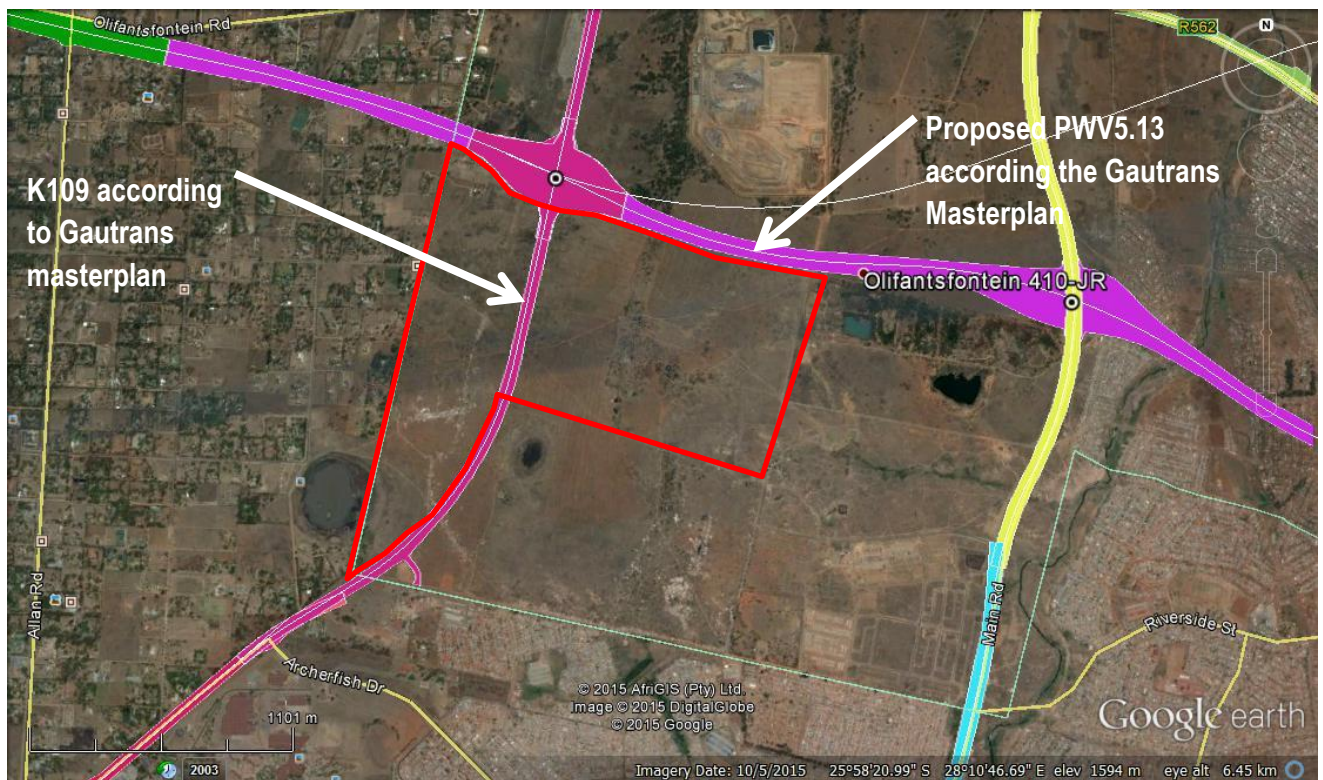 Olifantsfontein Rd
R562
N
Proposed PWV5.13
according the Gautrans
Masterplan
K109 according
to Gautrans
masterplan
Olifantsfontein 410-JR
Allan Rd
Main Rd
Riverside St
Archerfish Dr
1101 m
© 2015 AfriGIS (Pty) Ltd.
Image © 2015 DigitalGlobe
© 2015 Google
Google earth
2003
Imagery Date: 10/5/2015 25°58'20.99" S 28°10'46.69" E elev 1594 m eye alt 6.45 km